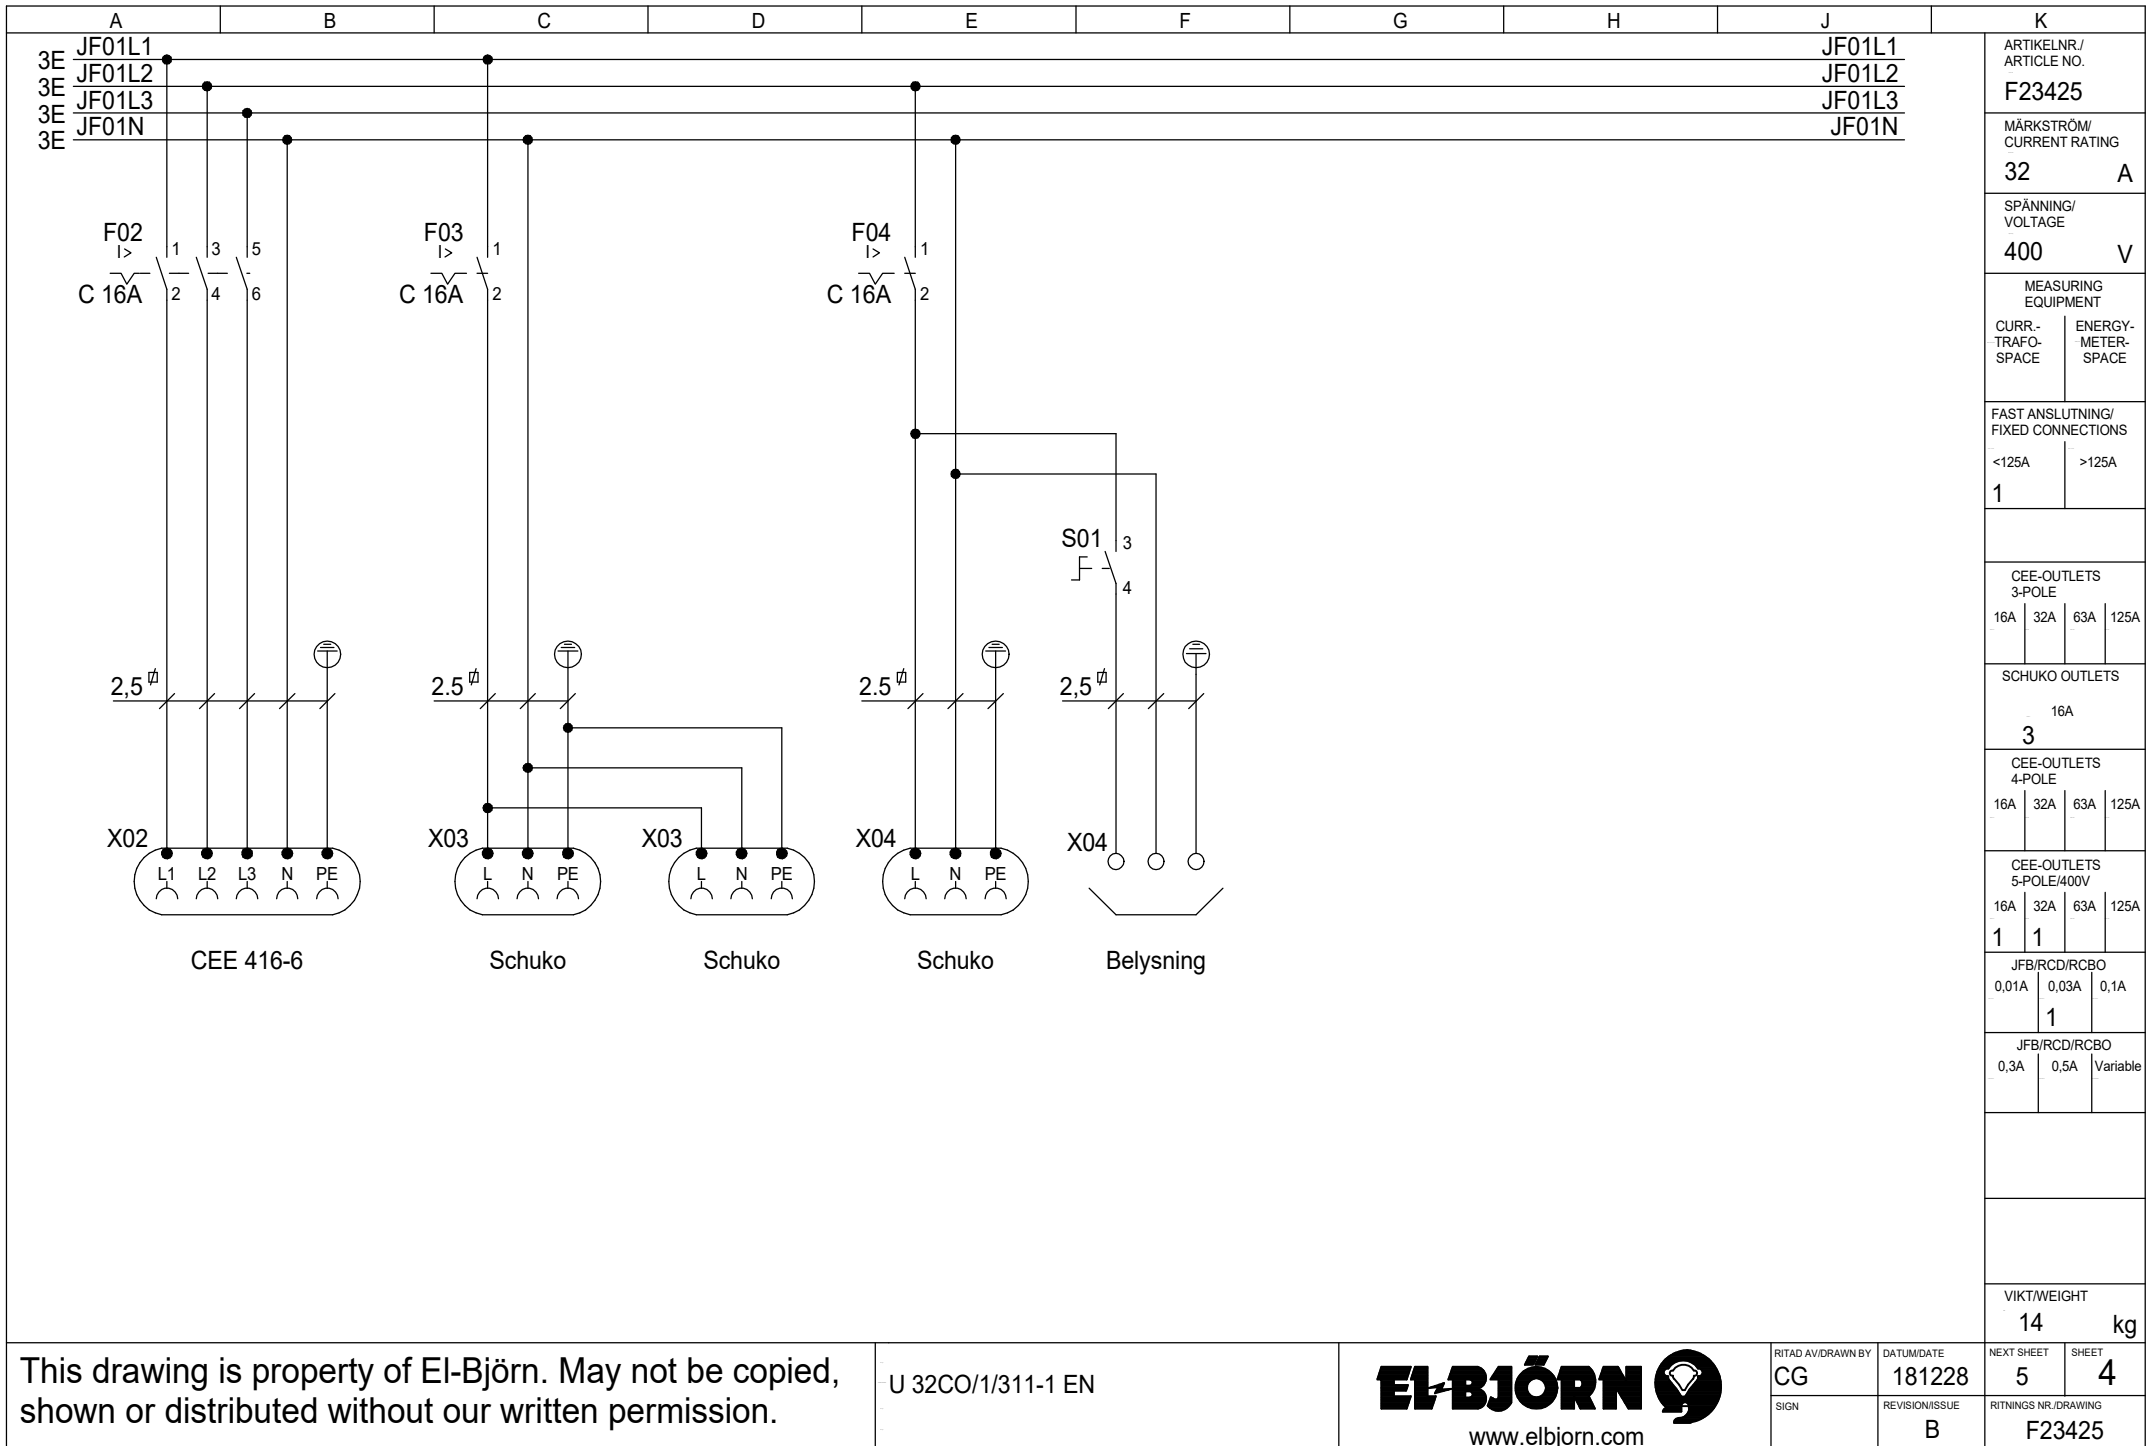 A B C D E F G H J K
3E JF01L1 JF01L1
3E JF01L2 JF01L2
3E JF01L3 JF01L3
3E JF01N JF01N
F02 F03 F04
I> 1 3 5 I> 1 I> 1
C 16A 2 4 6 C 16A 2 C 16A 2
S01 3
4
2,5 2.5 2.5 2,5
X02 X03 X03 X04 X04
L1 L2 L3 N PE L N PE L N PE L N PE
CEE 416-6 Schuko Schuko Schuko Belysning
ARTIKELNR./
ARTICLE NO.
F23425
MÄRKSTRÖM/
CURRENT RATING
32 A
SPÄNNING/
VOLTAGE
400 V
MEASURING
EQUIPMENT
CURR.- ENERGY-
TRAFO- METER-
SPACE SPACE
FAST ANSLUTNING/
FIXED CONNECTIONS
<125A >125A
1
CEE-OUTLETS
3-POLE
16A 32A 63A 125A
SCHUKO OUTLETS
16A
3
CEE-OUTLETS
4-POLE
16A 32A 63A 125A
CEE-OUTLETS
5-POLE/400V
16A 32A 63A 125A
1 1
JFB/RCD/RCBO
0,01A 0,03A 0,1A
1
JFB/RCD/RCBO
0,3A 0,5A Variable
VIKT/WEIGHT
14 kg
This drawing is property of El-Björn. May not be copied,
shown or distributed without our written permission.
U 32CO/1/311-1 EN
EL-BJÖRN
www.elbjorn.com
RITAD AV/DRAWN BY DATUM/DATE NEXT SHEET SHEET
CG 181228 5 4
SIGN REVISION/ISSUE RITNINGS NR./DRAWING
B F23425